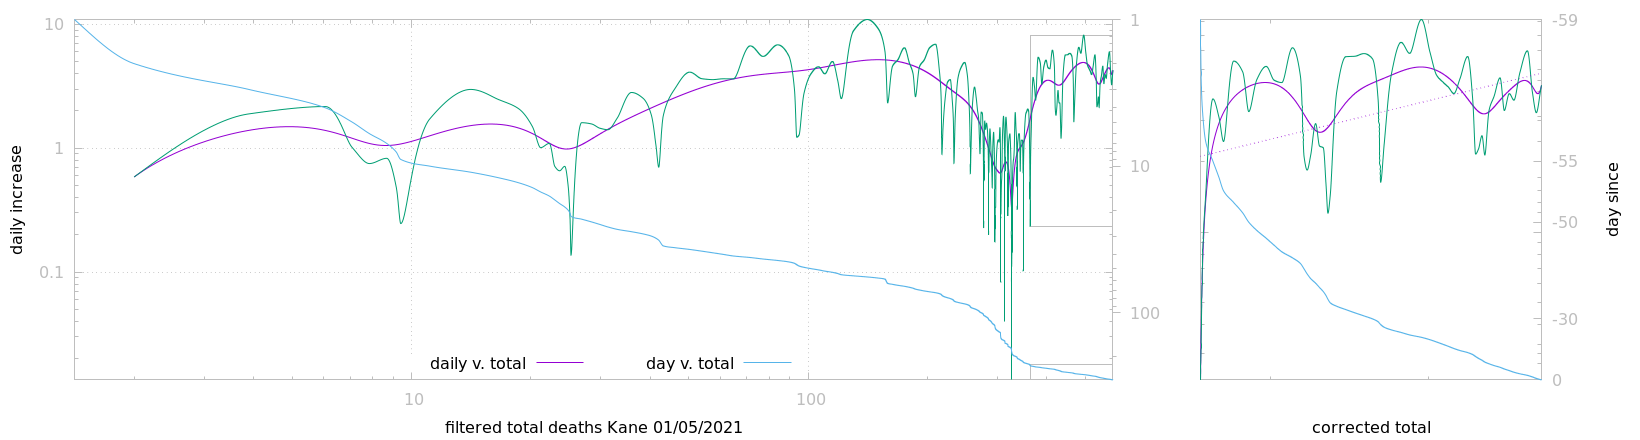 10
1
0.1
daily increase
daily v. total
day v. total
10
100
filtered total deaths Kane 01/05/2021
1
10
100
-59
-55
-50
-30
0
day since
corrected total